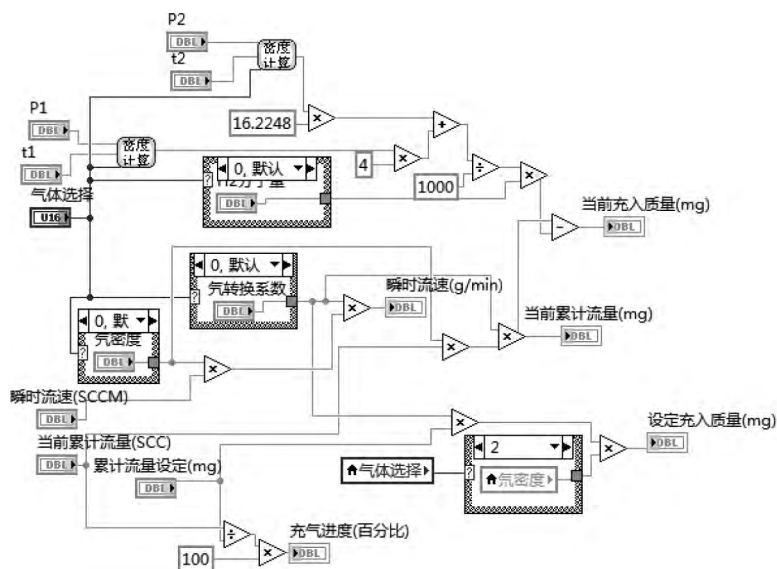 P2
DBL
密度
计算
t2
DBL
16.2248
P1
DBL
密度
计算
t1
DBL
4
1000
0, 默认
H2分子量
DBL
气体选择
U16
当前充入质量(mg)
DBL
0, 默认
气转换系数
DBL
瞬时流速(g/min)
DBL
当前累计流量(mg)
DBL
0, 默
气密度
DBL
瞬时流速(SCCM)
DBL
当前累计流量(SCC)
DBL
累计流量设定(mg)
DBL
设定充入质量(mg)
DBL
2
气体选择
100
充气进度(百分比)
DBL